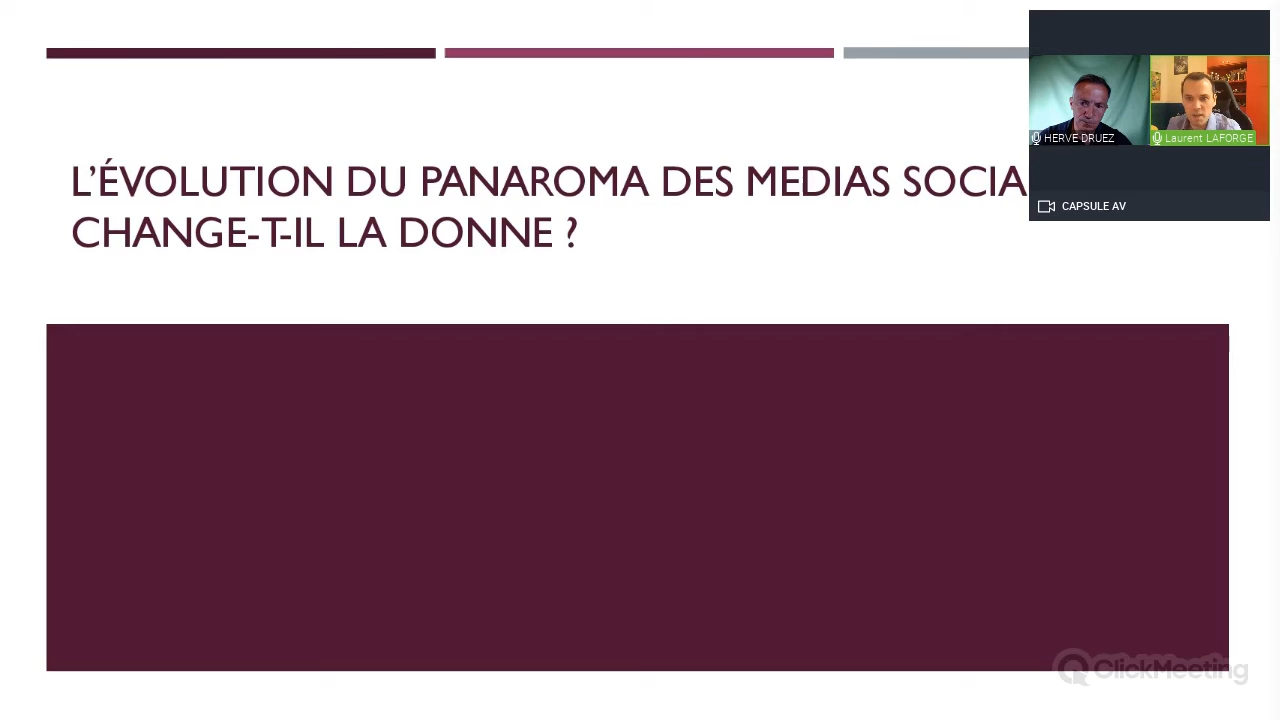 L’ÉVOLUTION DU PANAROMA DES MEDIAS SOCIA
CHANGE-T-IL LA DONNE ?
HERVE DRUEZ
Laurent LAFORGE
CAPSULE AV
ClickMeeting